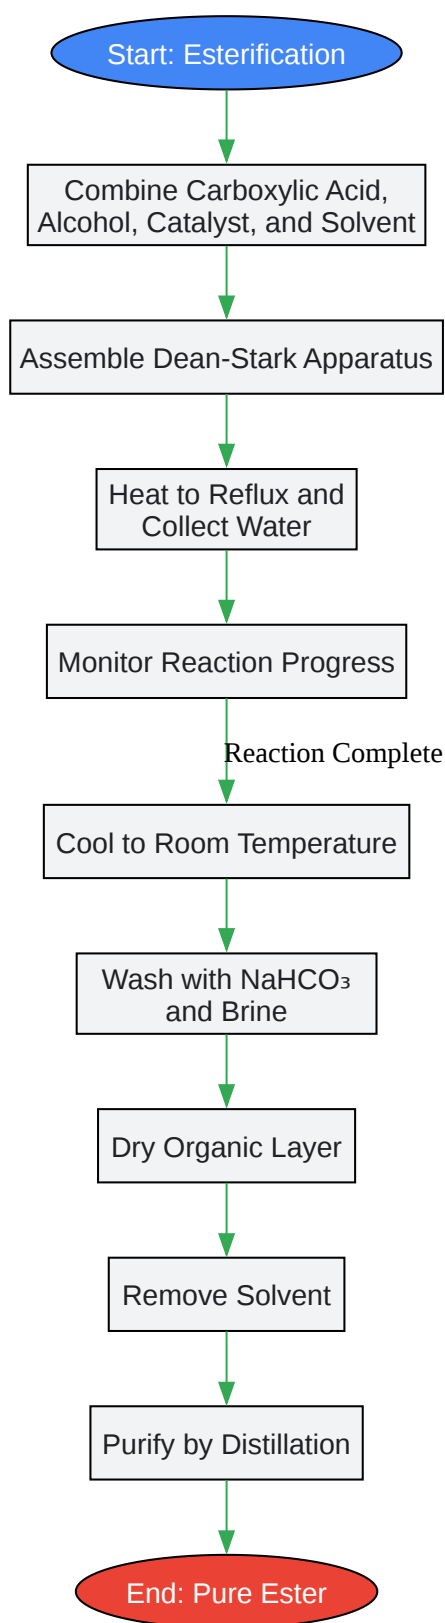 Start: Esterification
Combine Carboxylic Acid,
Alcohol, Catalyst, and Solvent
Assemble Dean-Stark Apparatus
Heat to Reflux and
Collect Water
Monitor Reaction Progress
Reaction Complete
Cool to Room Temperature
Wash with NaHCO₃
and Brine
Dry Organic Layer
Remove Solvent
Purify by Distillation
End: Pure Ester